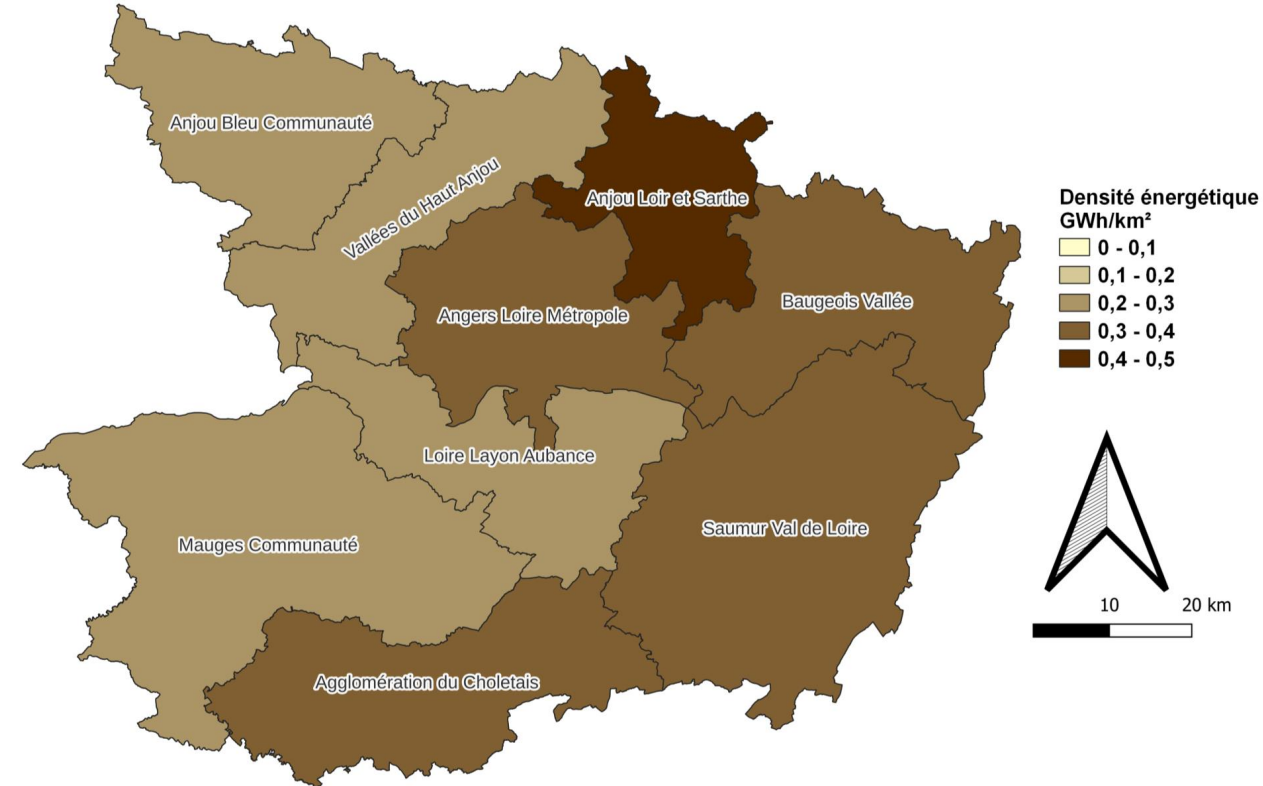 Anjou Bleu Communauté
Vallées du Haut Anjou
Anjou Loir et Sarthe
Angers Loire Métropole
Baugeois Vallée
Loire Layon Aubance
Saumur Val de Loire
Mauges Communauté
Agglomération du Choletais
Densité énergétique
GWh/km²
0 - 0,1
0,1 - 0,2
0,2 - 0,3
0,3 - 0,4
0,4 - 0,5
10 20 km